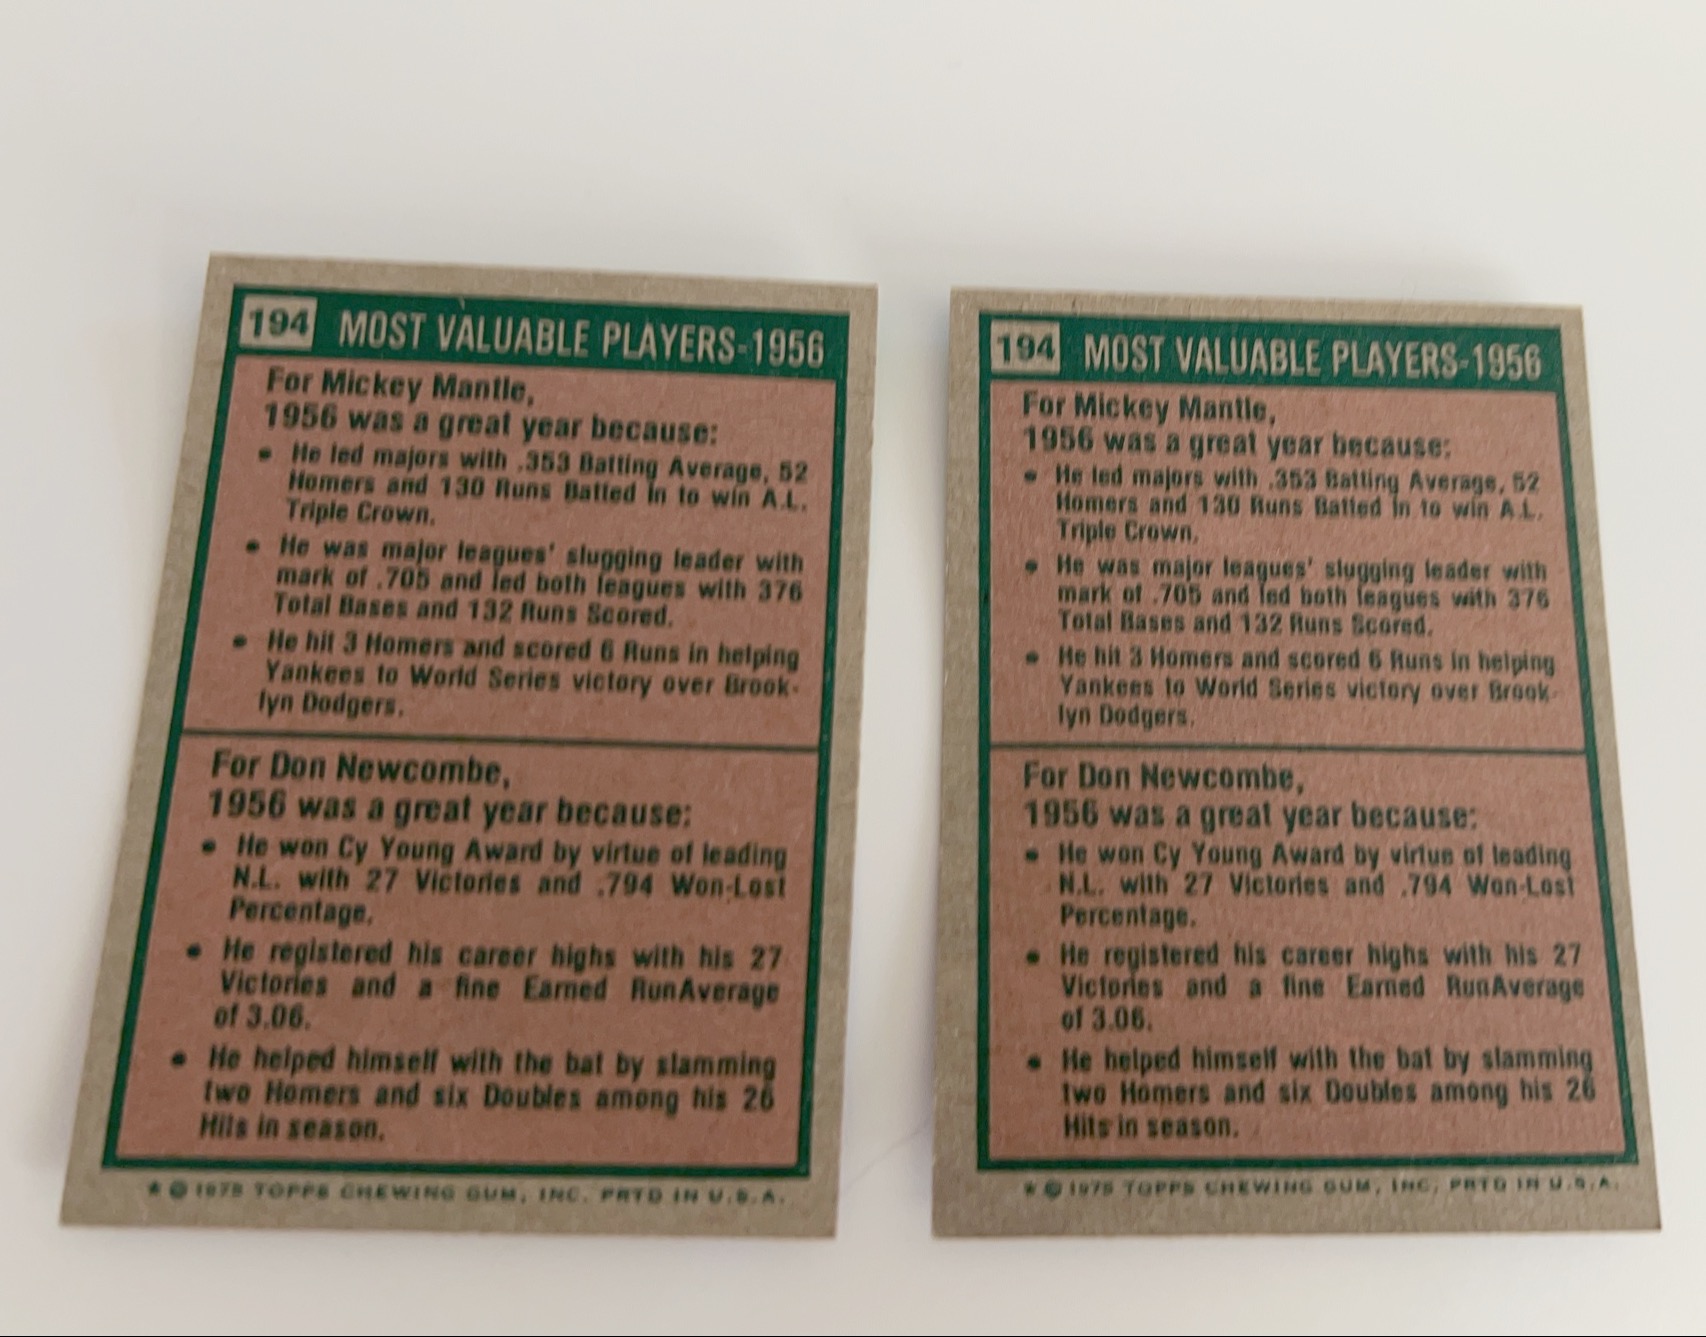 194 MOST VALUABLE PLAYERS-1956
For Mickey Mantle,
1956 was a great year because:
• He led majors with .353 Batting Average, 52
Homers and 130 Runs Batted In to win A.L.
Triple Crown.
• He was major leagues' slugging leader with
mark of .705 and led both leagues with 376
Total Bases and 132 Runs Scored.
• He hit 3 Homers and scored 6 Runs in helping
Yankees to World Series victory over Brook-
lyn Dodgers.
For Don Newcombe,
1956 was a great year because:
• He won Cy Young Award by virtue of leading
N.L. with 27 Victories and .794 Won-Lost
Percentage.
• He registered his career highs with his 27
Victories and a fine Earned RunAverage
of 3.06.
• He helped himself with the bat by slamming
two Homers and six Doubles among his 26
Hits in season.
★ © 1975 TOPPS CHEWING GUM, INC. PRTD IN U.S.A.
194 MOST VALUABLE PLAYERS-1956
For Mickey Mantle,
1956 was a great year because:
• He led majors with .353 Batting Average, 52
Homers and 130 Runs Batted In to win A.L.
Triple Crown.
• He was major leagues' slugging leader with
mark of .705 and led both leagues with 376
Total Bases and 132 Runs Scored.
• He hit 3 Homers and scored 6 Runs in helping
Yankees to World Series victory over Brook-
lyn Dodgers.
For Don Newcombe,
1956 was a great year because:
• He won Cy Young Award by virtue of leading
N.L. with 27 Victories and .794 Won-Lost
Percentage.
• He registered his career highs with his 27
Victories and a fine Earned RunAverage
of 3.06.
• He helped himself with the bat by slamming
two Homers and six Doubles among his 26
Hits in season.
★ © 1975 TOPPS CHEWING GUM, INC. PRTD IN U.S.A.